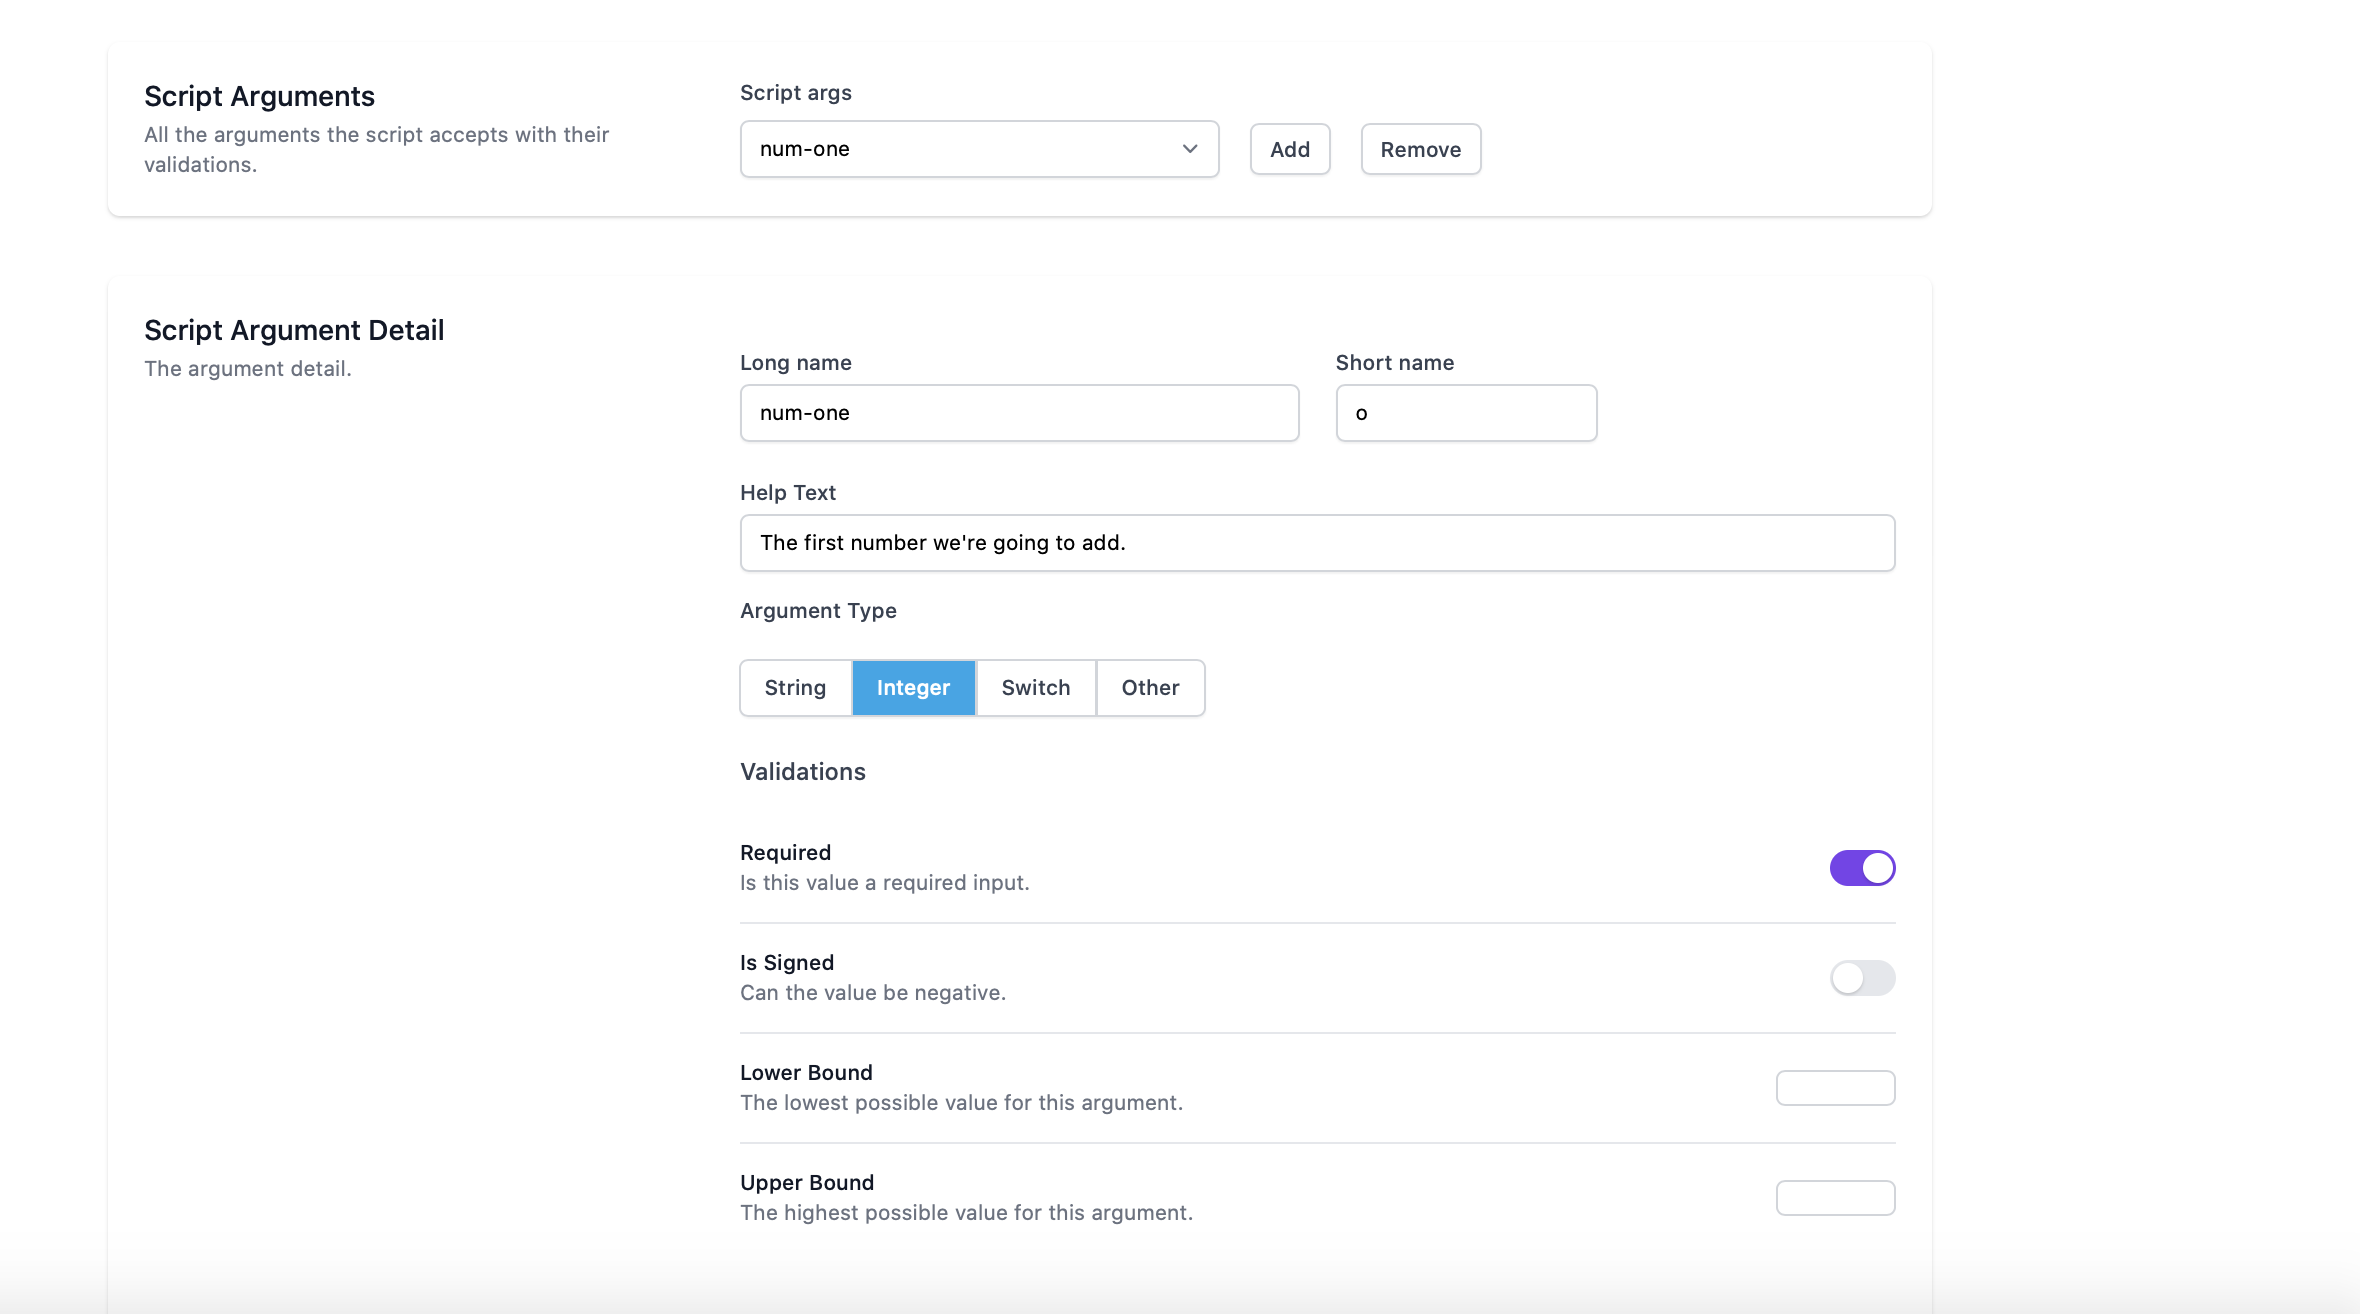 Script Arguments
All the arguments the script accepts with their
validations.
Script args
num-one
Add
Remove
Script Argument Detail
The argument detail.
Long name
Short name
num-one
o
Help Text
The first number we're going to add.
Argument Type
String
Integer
Switch
Other
Validations
Required
Is this value a required input.
Is Signed
Can the value be negative.
Lower Bound
The lowest possible value for this argument.
Upper Bound
The highest possible value for this argument.